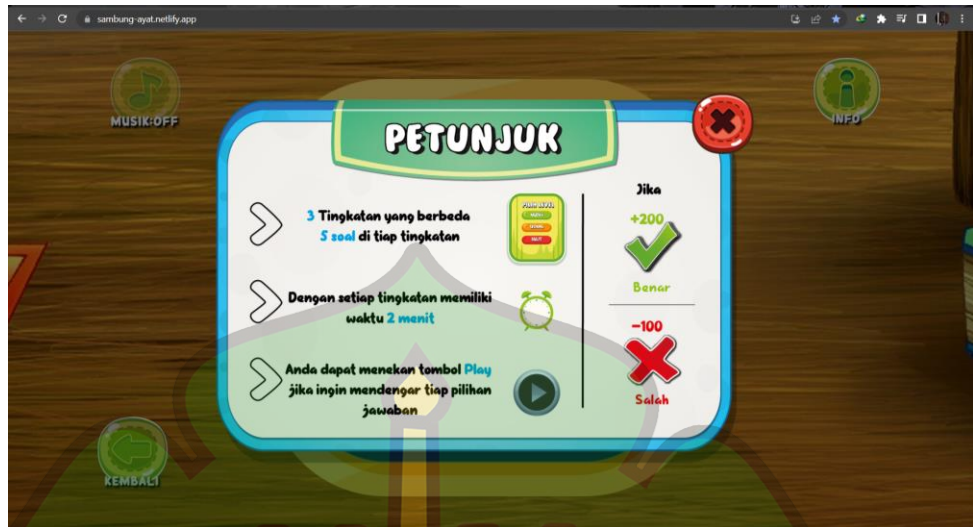 sambung-ayat.netlify.app
MUSIK:OFF
INFO
PETUNJUK
3 Tingkatan yang berbeda
5 soal di tiap tingkatan
Dengan setiap tingkatan memiliki
waktu 2 menit
Anda dapat menekan tombol Play
jika ingin mendengar tiap pilihan
jawaban
Jika
+200
Benar
-100
Salah
KEMBALI